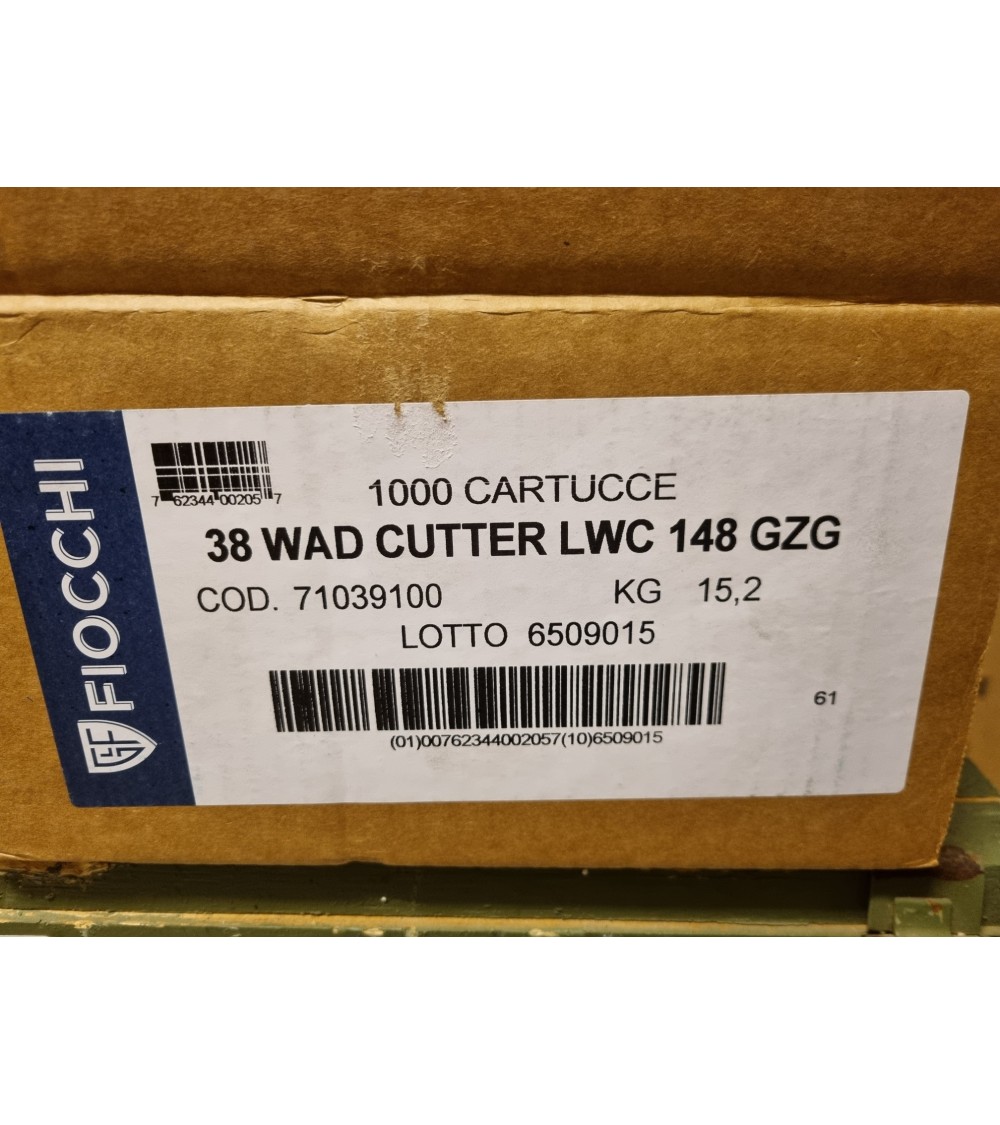 FIOCCHI
GFL
7 62344 00205 7
1000 CARTUCCE
38 WAD CUTTER LWC 148 GZG
COD. 71039100 KG 15,2
LOTTO 6509015
61
(01)00762344002057(10)6509015